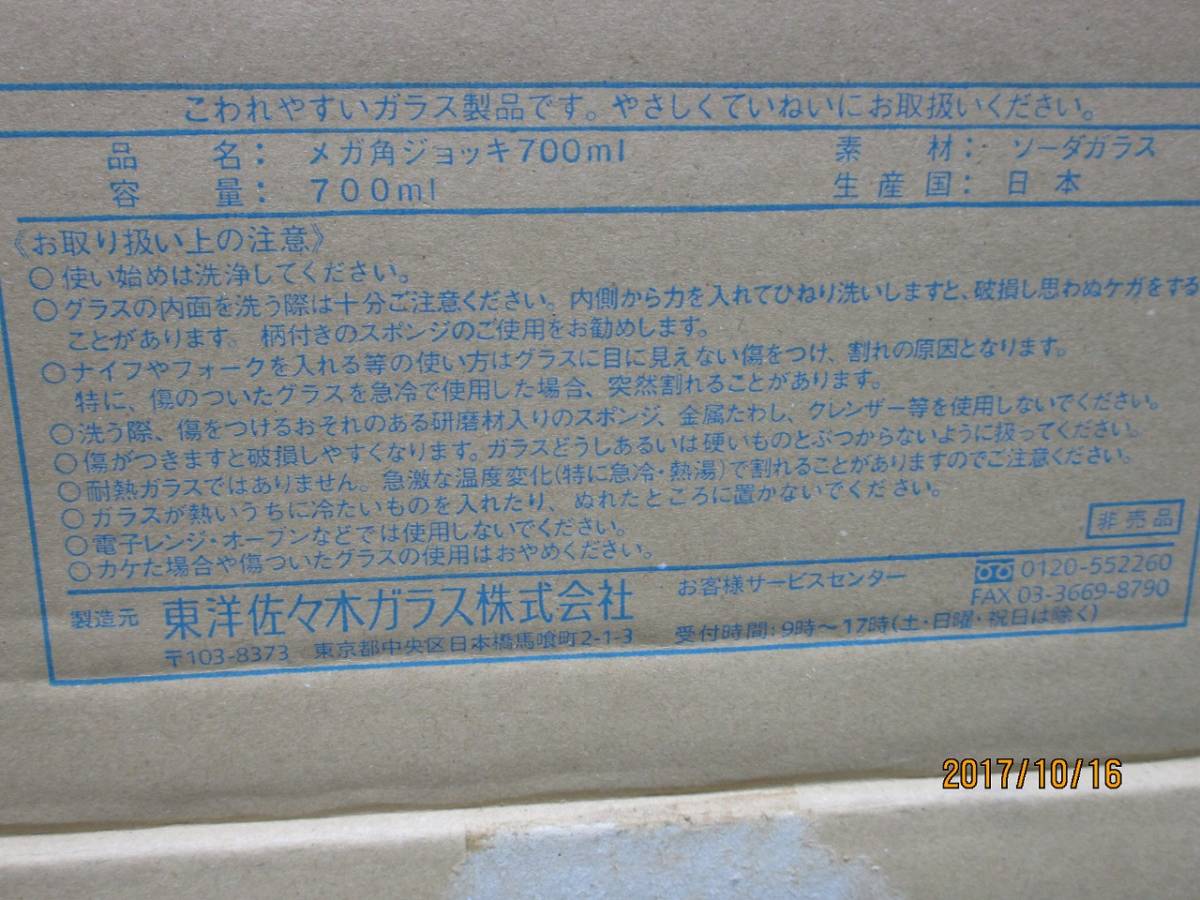 こわれやすいガラス製品です。やさしくていねいにお取扱いください。
品 名: メガ角ジョッキ700ml 素 材: ソーダガラス
容 量: 700ml 生産国: 日本
《お取り扱い上の注意》
○使い始めは洗浄してください。
○グラスの内面を洗う際は十分ご注意ください。内側から力を入れてひねり洗いしますと、破損し思わぬケガをする
ことがあります。柄付きのスポンジのご使用をお勧めします。
○ナイフやフォークを入れる等の使い方はグラスに目に見えない傷をつけ、割れの原因となります。
特に、傷のついたグラスを急冷で使用した場合、突然割れることがあります。
○洗う際、傷をつけるおそれのある研磨材入りのスポンジ、金属たわし、クレンザー等を使用しないでください。
○傷がつきますと破損しやすくなります。ガラスどうしあるいは硬いものとぶつからないように扱ってください。
○耐熱ガラスではありません。急激な温度変化(特に急冷・熱湯)で割れることがありますのでご注意ください。
○ガラスが熱いうちに冷たいものを入れたり、ぬれたところに置かないでください。
○電子レンジ・オーブンなどでは使用しないでください。
○カケた場合や傷ついたグラスの使用はおやめください。
非売品
製造元 東洋佐々木ガラス株式会社
〒103-8373 東京都中央区日本橋馬喰町2-1-3
お客様サービスセンター 0120-552260
FAX 03-3669-8790
受付時間:9時～17時(土・日曜・祝日は除く)
2017/10/16